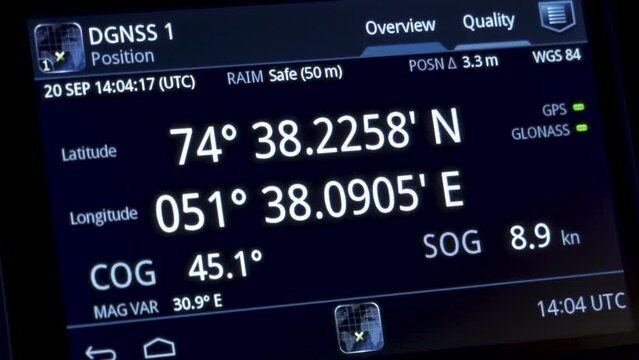 DGNSS 1 Overview Quality
Position
20 SEP 14:04:17 (UTC) RAIM Safe (50 m) POSN Δ 3.3 m WGS 84
Latitude 74° 38.2258' N GPS
GLONASS
Longitude 051° 38.0905' E
COG 45.1° SOG 8.9 kn
MAG VAR 30.9° E
14:04 UTC
1